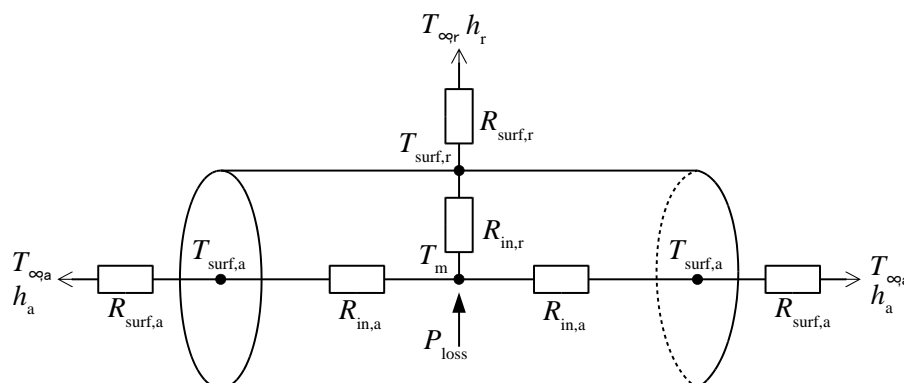 T∞,r hr
Rsurf,r
Tsurf,r
Rin,r
Tsurf,a
Tm
Tsurf,a
T∞,a
ha
Rsurf,a
Rin,a
Rin,a
Rsurf,a
T∞,a
ha
Ploss